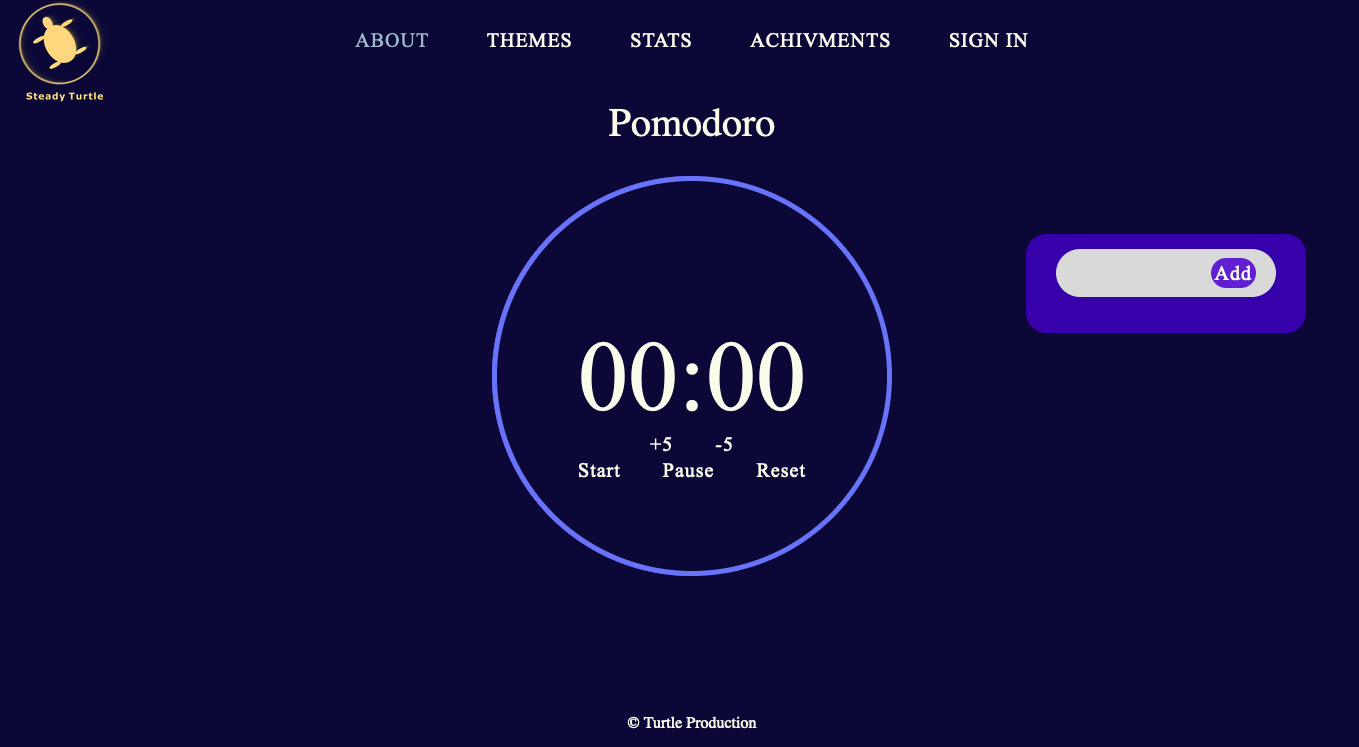 ABOUT THEMES STATS ACHIVMENTS SIGN IN
Steady Turtle
Pomodoro
Add
00:00
+5 -5
Start Pause Reset
© Turtle Production